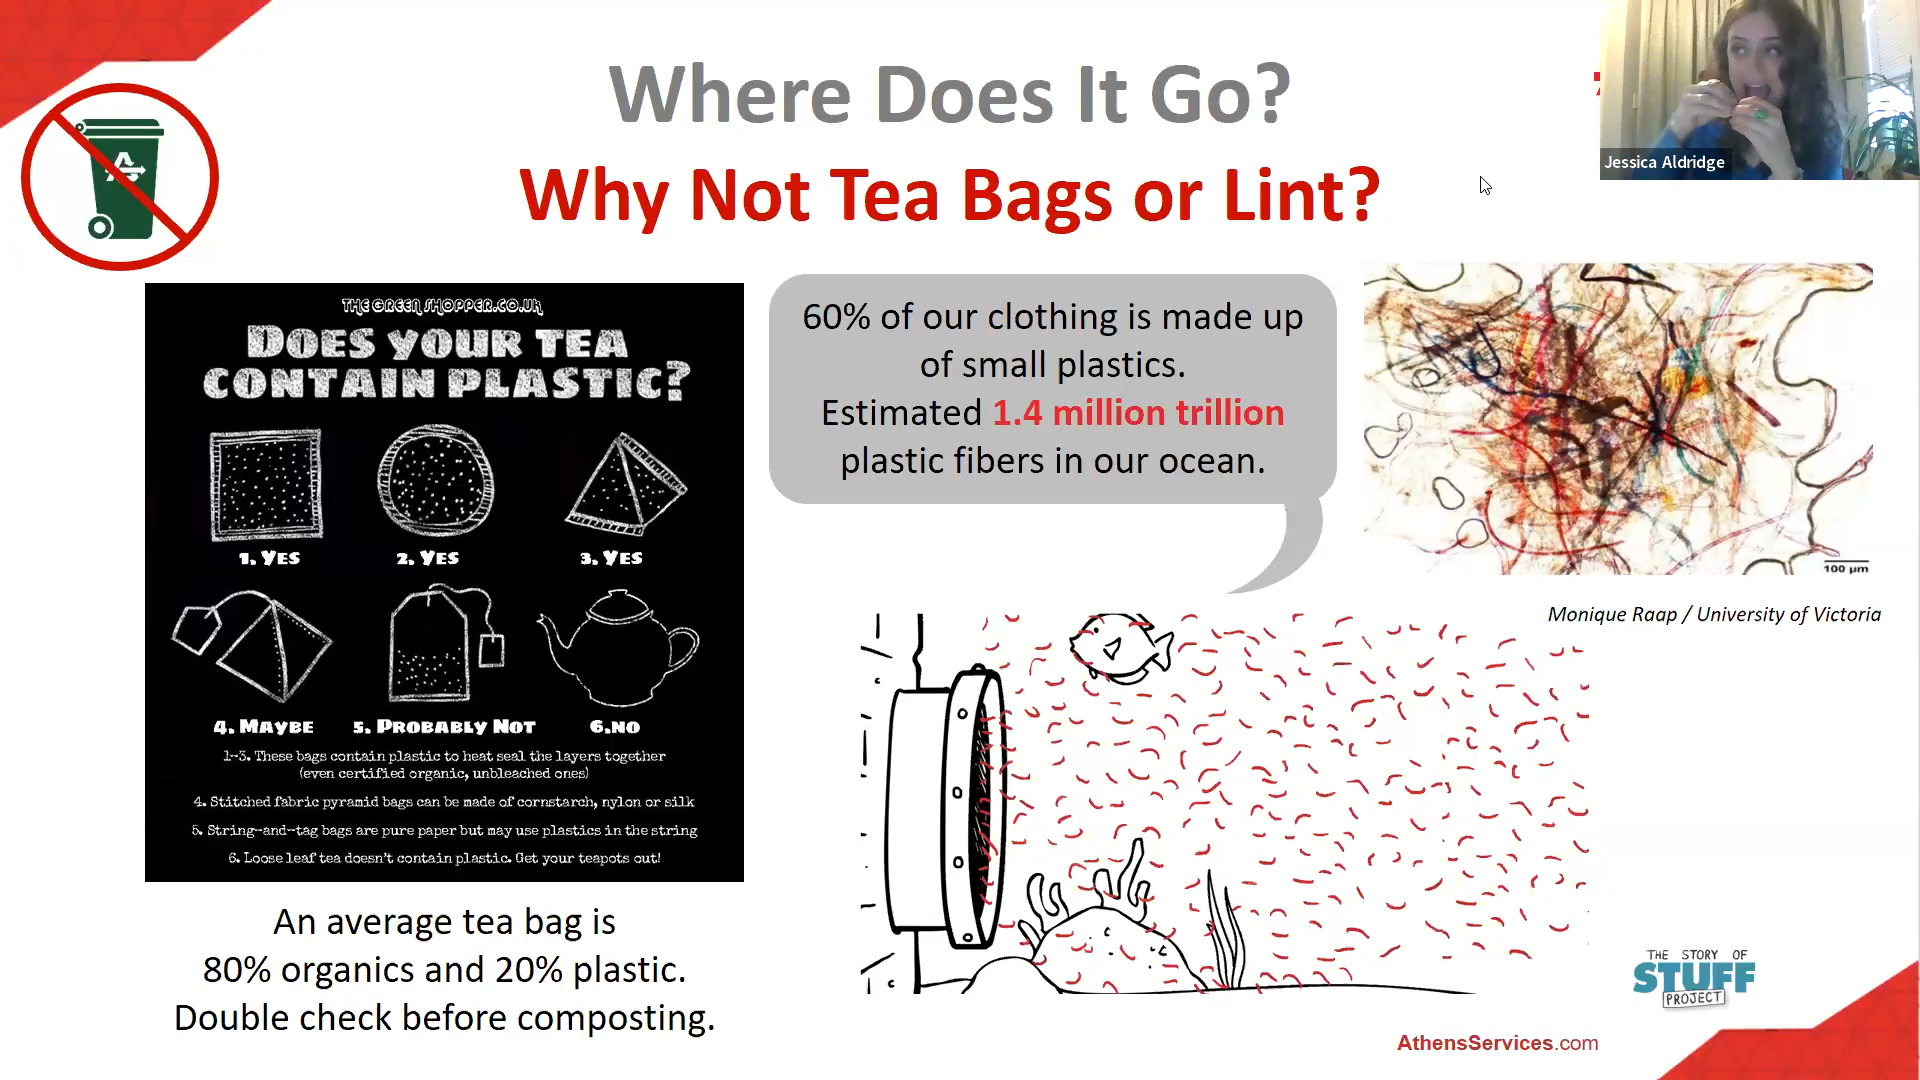 Where Does It Go?
Why Not Tea Bags or Lint?
Jessica Aldridge
THE GREEN SHOPPER.CO.UK
DOES YOUR TEA
CONTAIN PLASTIC?
1. YES
2. YES
3. YES
4. MAYBE
5. PROBABLY NOT
6.NO
1-3. These bags contain plastic to heat seal the layers together
(even certified organic, unbleached ones)
4. Stitched fabric pyramid bags can be made of cornstarch, nylon or silk
5. String-and-tag bags are pure paper but may use plastics in the string
6. Loose leaf tea doesn't contain plastic. Get your teapots out!
An average tea bag is
80% organics and 20% plastic.
Double check before composting.
60% of our clothing is made up
of small plastics.
Estimated 1.4 million trillion
plastic fibers in our ocean.
100 µm
Monique Raap / University of Victoria
THE STORY OF
STUFF
PROJECT
AthensServices.com